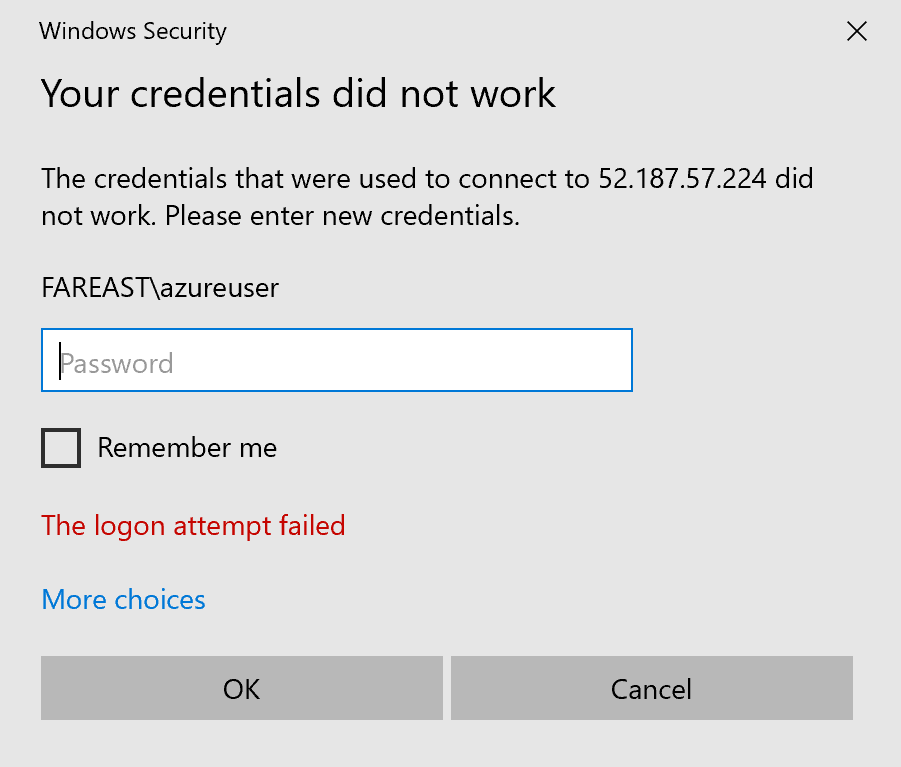 Windows Security
Your credentials did not work
The credentials that were used to connect to 52.187.57.224 did
not work. Please enter new credentials.
FAREAST\azureuser
Password
Remember me
The logon attempt failed
More choices
OK
Cancel